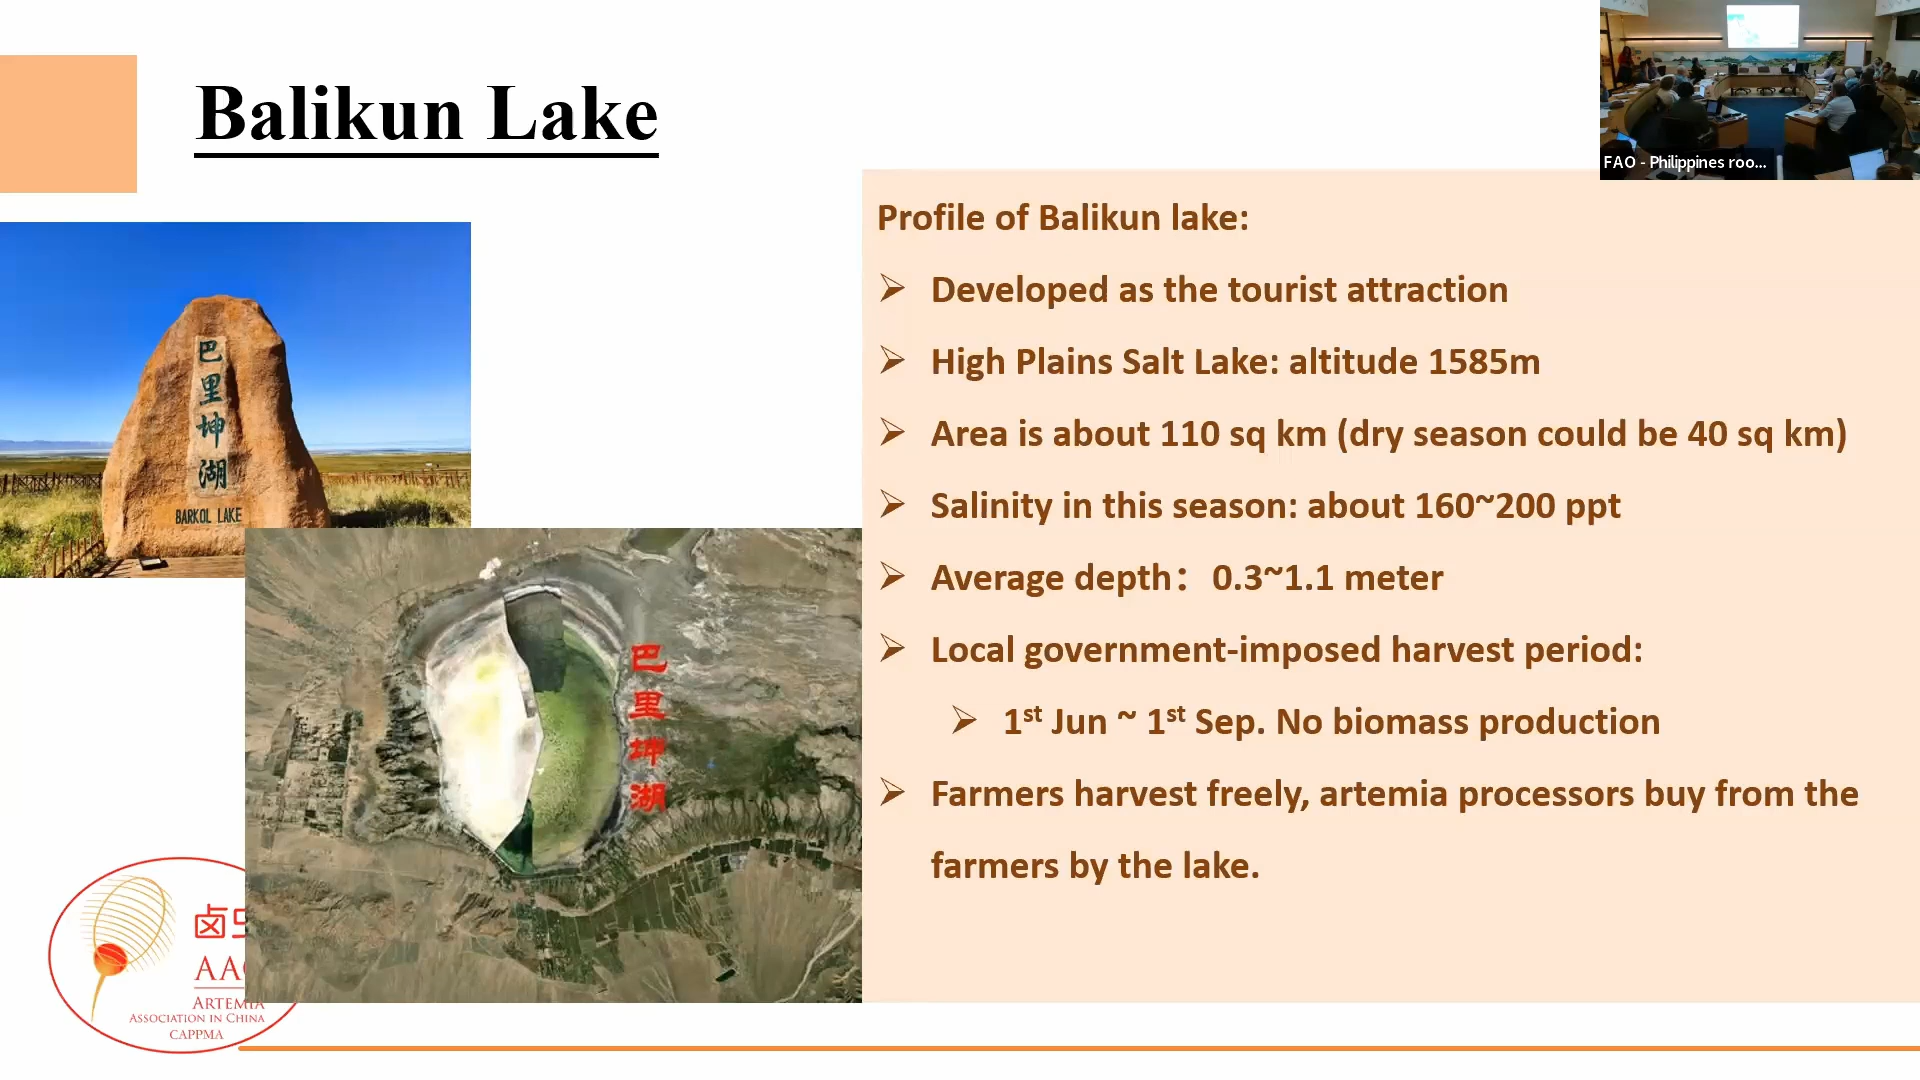 Balikun Lake
FAO - Philippines roo...
巴
里
坤
湖
BARKOL LAKE
巴
里
坤
湖
Profile of Balikun lake:
Developed as the tourist attraction
High Plains Salt Lake: altitude 1585m
Area is about 110 sq km (dry season could be 40 sq km)
Salinity in this season: about 160~200 ppt
Average depth：0.3~1.1 meter
Local government-imposed harvest period:
1st Jun ~ 1st Sep. No biomass production
Farmers harvest freely, artemia processors buy from the
farmers by the lake.
卤
AA
ARTEMIA
ASSOCIATION IN CHINA
CAPPMA